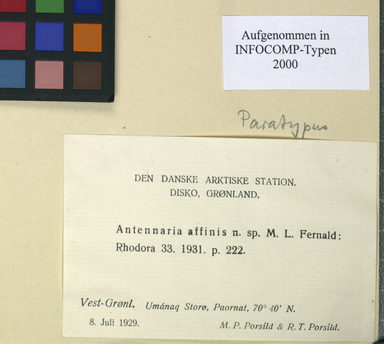 Aufgenommen in
INFOCOMP-Typen
2000
Paratypus
DEN DANSKE ARKTISKE STATION.
DISKO, GRØNLAND.
Antennaria affinis n. sp. M. L. Fernald:
Rhodora 33. 1931. p. 222.
Vest-Grønl. Umánaq Storø, Paornat, 70° 40' N.
8. Juli 1929. M. P. Porsild & R. T. Porsild.